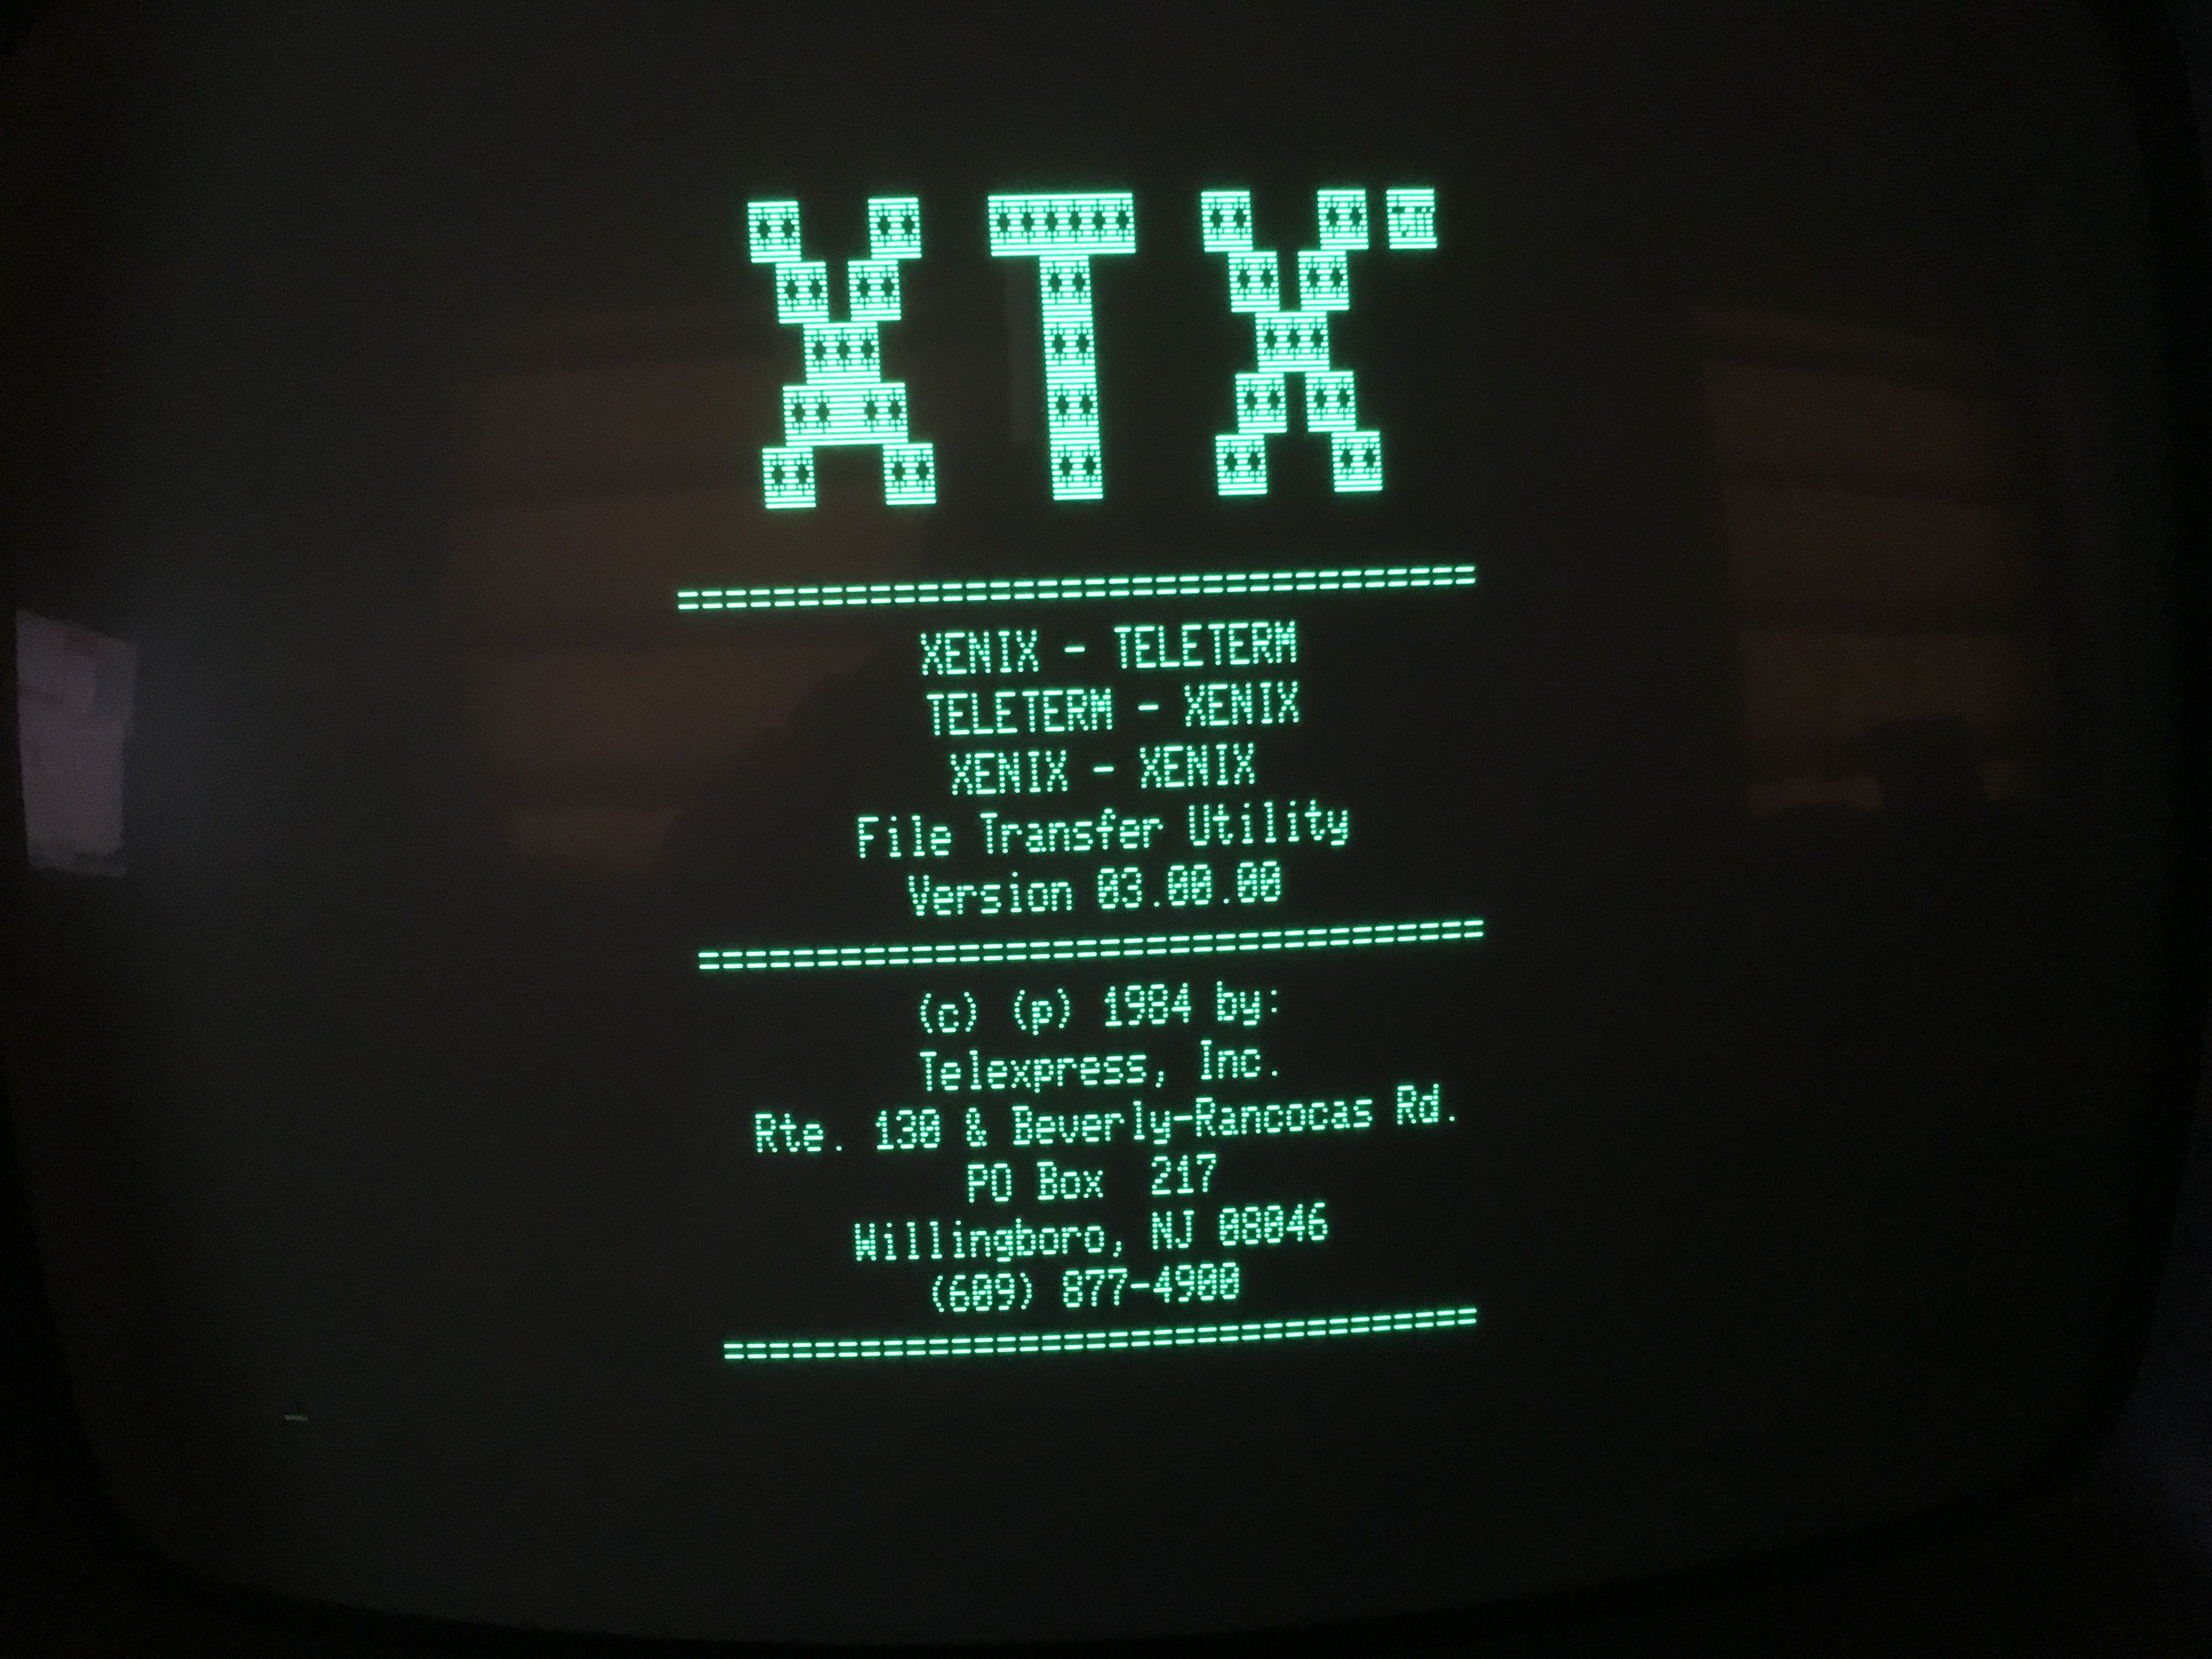 XTX
=================================
XENIX - TELETERM
TELETERM - XENIX
XENIX - XENIX
File Transfer Utility
Version 03.00.00
=================================
(c) (p) 1984 by:
Telexpress, Inc.
Rte. 130 & Beverly-Rancocas Rd.
PO Box  217
Willingboro, NJ 08046
(609) 877-4900
=================================